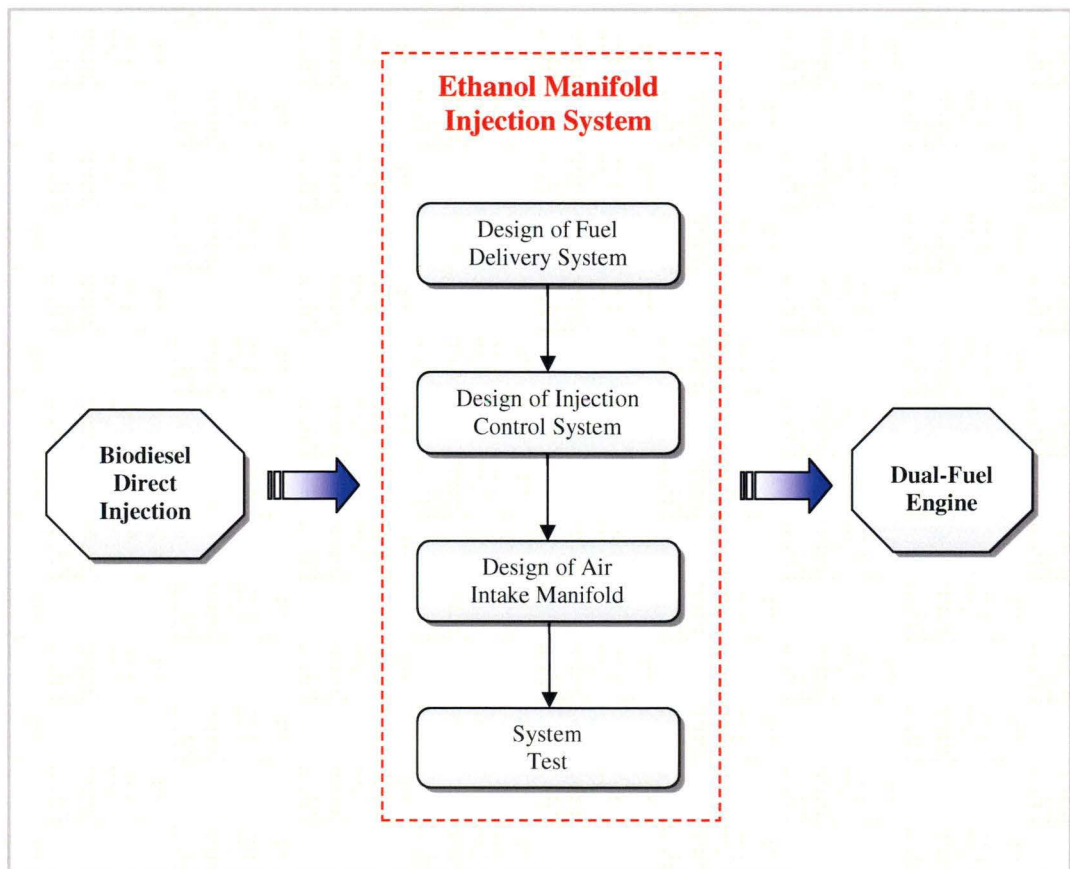 Ethanol Manifold
Injection System
Design of Fuel
Delivery System
Design of Injection
Control System
Biodiesel
Direct
Injection
Dual-Fuel
Engine
Design of Air
Intake Manifold
System
Test